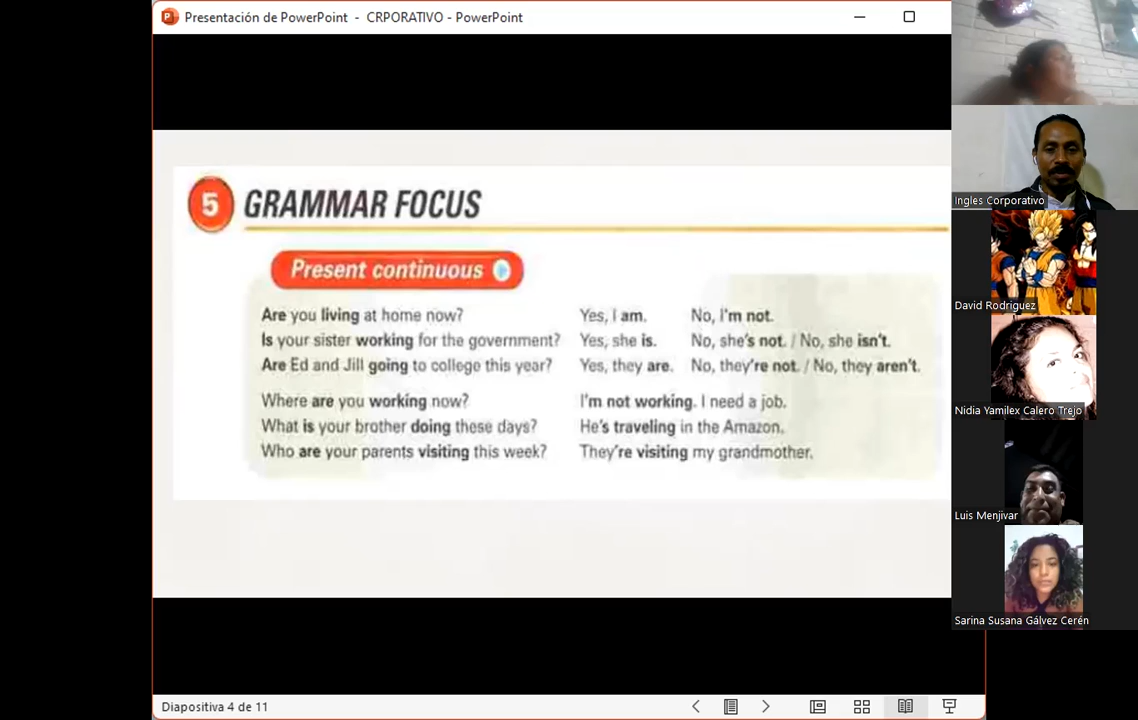 Presentación de PowerPoint - CRPORATIVO - PowerPoint
5 GRAMMAR FOCUS
Present continuous
Are you living at home now? Yes, I am. No, I'm not.
Is your sister working for the government? Yes, she is. No, she's not. / No, she isn't.
Are Ed and Jill going to college this year? Yes, they are. No, they're not. / No, they aren't.
Where are you working now? I'm not working. I need a job.
What is your brother doing these days? He's traveling in the Amazon.
Who are your parents visiting this week? They're visiting my grandmother.
Diapositiva 4 de 11
Ingles Corporativo
David Rodriguez
Nidia Yamilex Calero Trejo
Luis Menjivar
Sarina Susana Gálvez Cerén